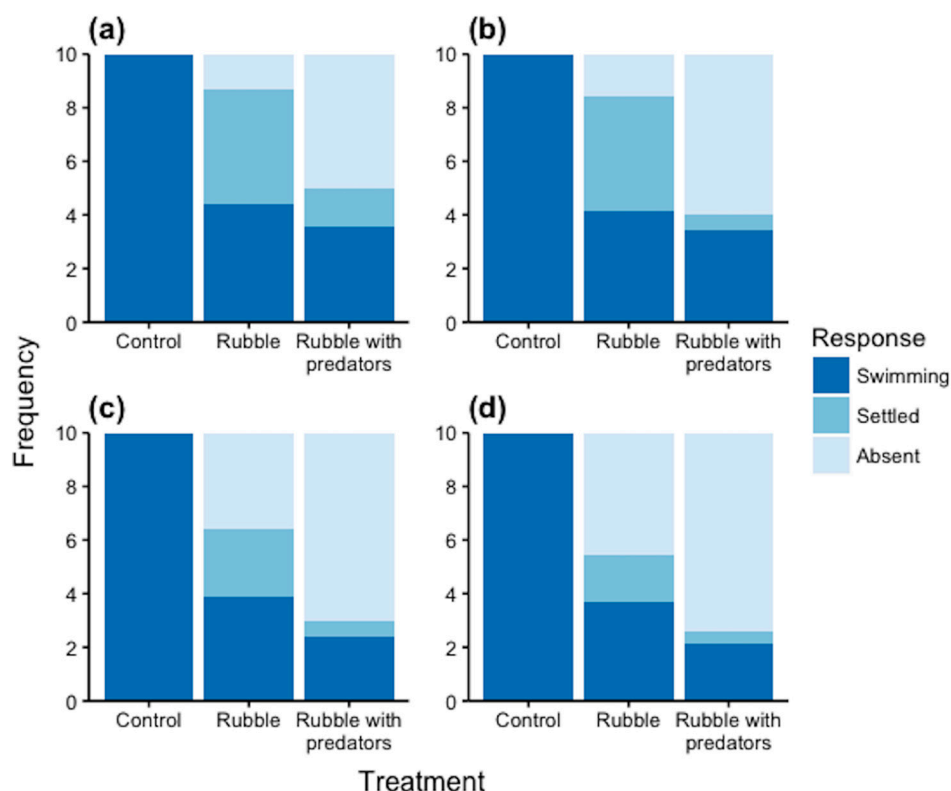 (a)
(b)
10
8
6
4
2
0
Control
Rubble
Rubble with
predators
10
8
6
4
2
0
Control
Rubble
Rubble with
predators
Response
Swimming
Settled
Absent
Frequency
(c)
(d)
10
8
6
4
2
0
Control
Rubble
Rubble with
predators
10
8
6
4
2
0
Control
Rubble
Rubble with
predators
Treatment